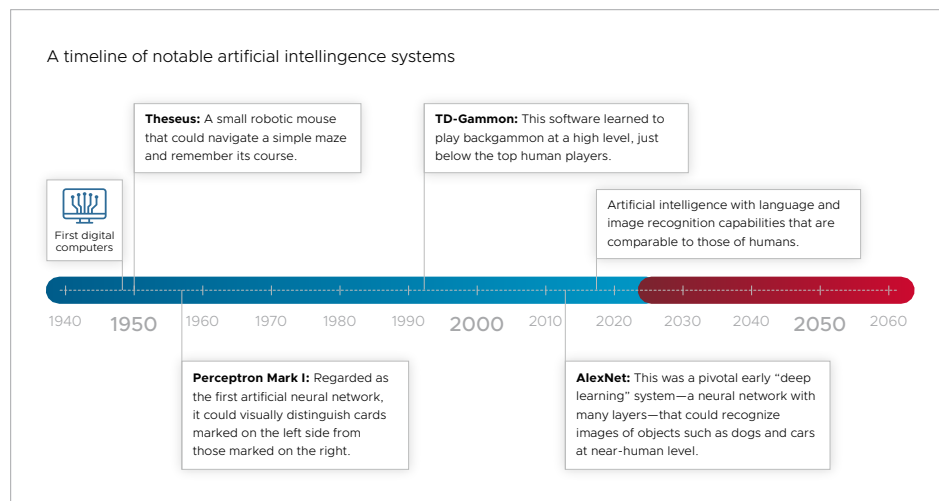 A timeline of notable artificial intellingence systems
Theseus: A small robotic mouse
that could navigate a simple maze
and remember its course.
TD-Gammon: This software learned to
play backgammon at a high level, just
below the top human players.
First digital
computers
Artificial intelligence with language and
image recognition capabilities that are
comparable to those of humans.
1940 1950 1960 1970 1980 1990 2000 2010 2020 2030 2040 2050 2060
Perceptron Mark I: Regarded as
the first artificial neural network,
it could visually distinguish cards
marked on the left side from
those marked on the right.
AlexNet: This was a pivotal early “deep
learning” system—a neural network with
many layers—that could recognize
images of objects such as dogs and cars
at near-human level.